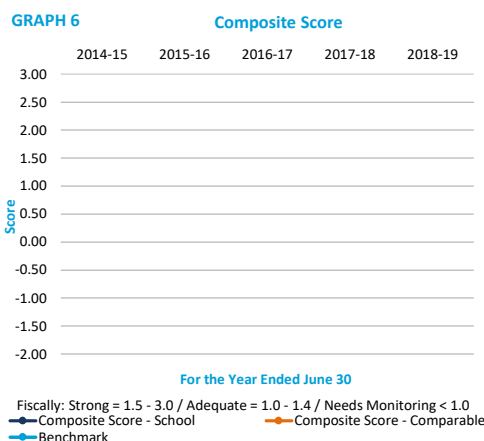 GRAPH 6
Composite Score
2014-15 2015-16 2016-17 2017-18 2018-19
3.00
2.50
2.00
1.50
1.00
0.50
0.00
-0.50
-1.00
-1.50
-2.00
Score
For the Year Ended June 30
Fiscally: Strong = 1.5 - 3.0 / Adequate = 1.0 - 1.4 / Needs Monitoring < 1.0
Composite Score - School Composite Score - Comparable
Benchmark